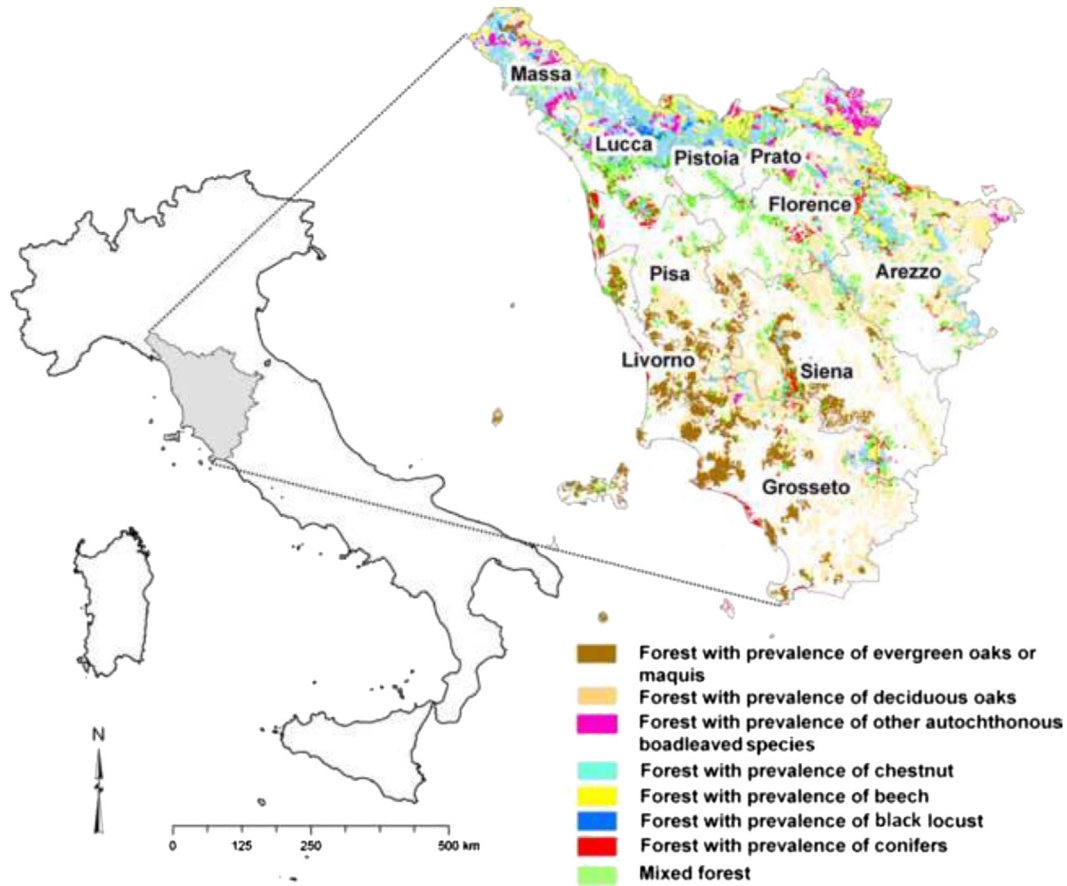 Massa
Lucca
Pistoia
Prato
Florence
Arezzo
Pisa
Livorno
Siena
Grosseto
Forest with prevalence of evergreen oaks or
maquis
Forest with prevalence of deciduous oaks
Forest with prevalence of other autochthonous
boadleaved species
Forest with prevalence of chestnut
Forest with prevalence of beech
Forest with prevalence of black locust
Forest with prevalence of conifers
Mixed forest
N
0 125 250 500 km